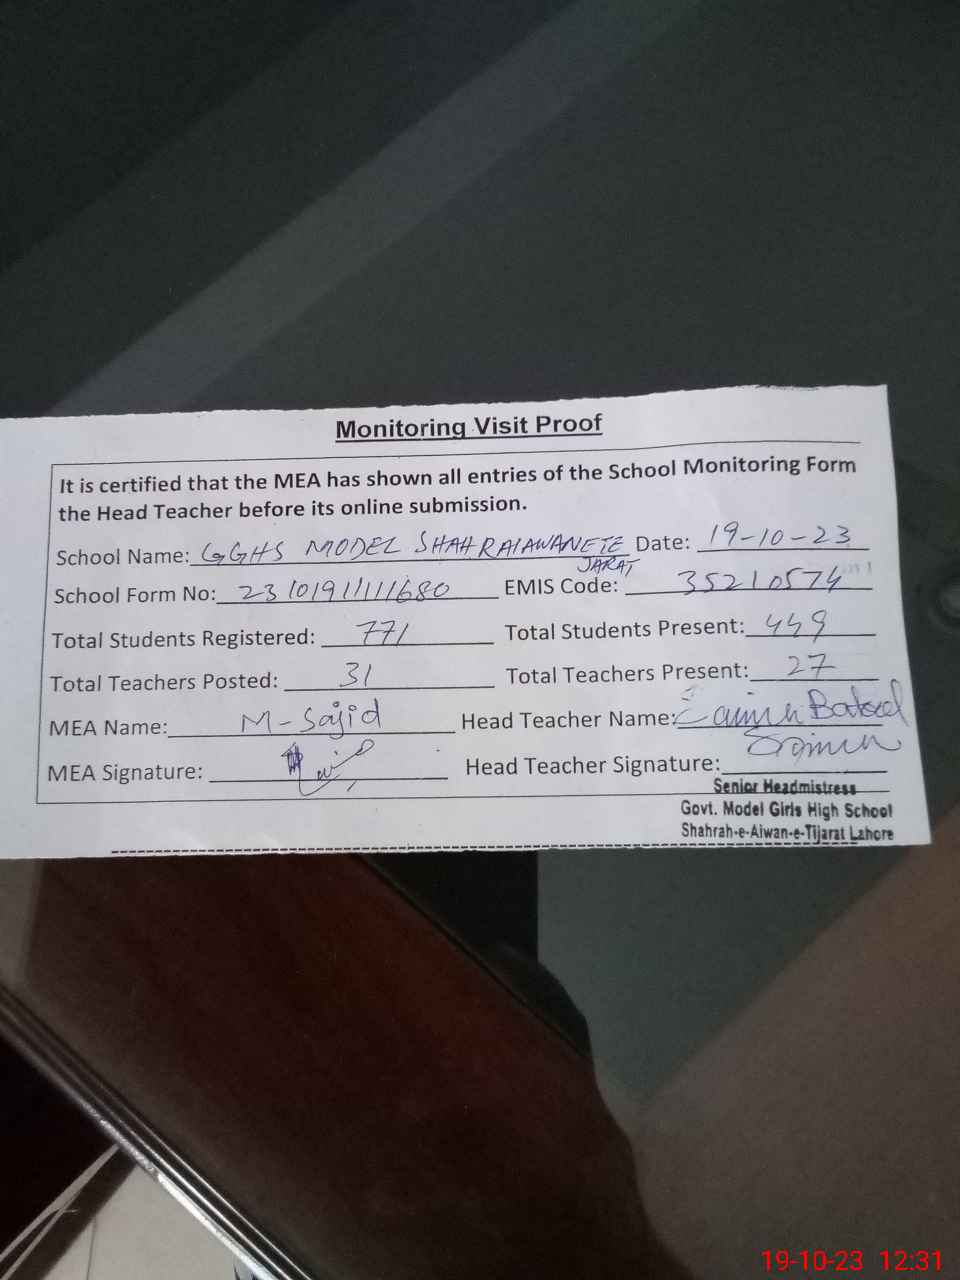 Monitoring Visit Proof
It is certified that the MEA has shown all entries of the School Monitoring Form
the Head Teacher before its online submission.
School Name: GGHS MODEL SHAHRAIAWANETE JARAT Date: 19-10-23
School Form No: EMIS Code: 35210574
Total Students Registered: 771 Total Students Present: 449
Total Teachers Posted: 31 Total Teachers Present: 27
MEA Name: M-Sajid Head Teacher Name: Batool
MEA Signature: Head Teacher Signature:
Senior Headmistress
Govt. Model Girls High School
Shahrah-e-Aiwan-e-Tijarat Lahore
19-10-23 12:31